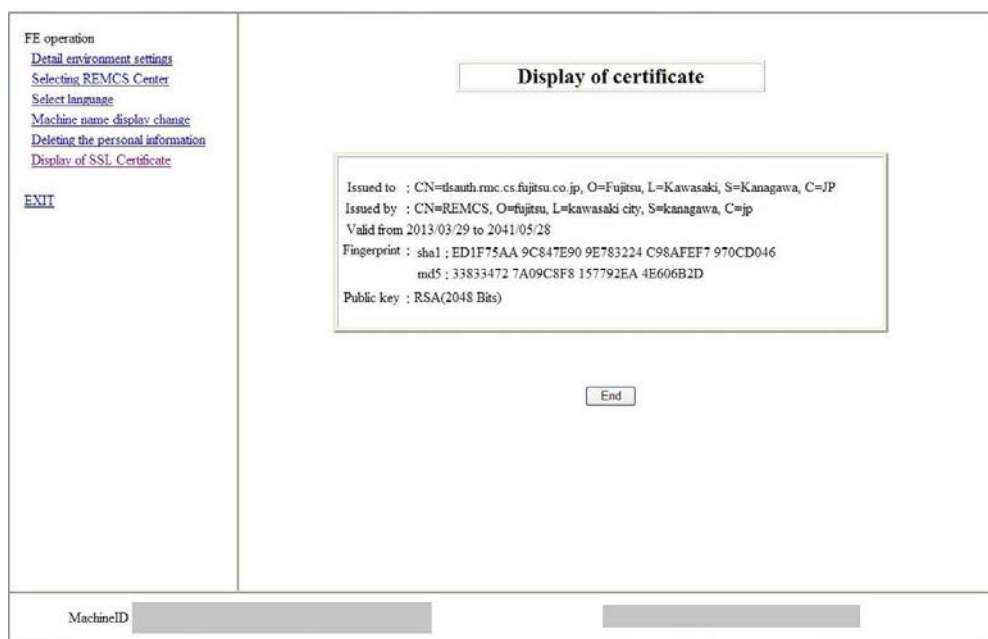 FE operation
Detail environment settings
Selecting REMCS Center
Select language
Machine name display change
Deleting the personal information
Display of SSL Certificate
EXIT
Display of certificate
Issued to : CN=tlsauth.rmc.cs.fujitsu.co.jp, O=Fujitsu, L=Kawasaki, S=Kanagawa, C=JP
Issued by : CN=REMCS, O=fujitsu, L=kawasaki city, S=kanagawa, C=jp
Valid from 2013/03/29 to 2041/05/28
Fingerprint : sha1 : ED1F75AA 9C847E90 9E783224 C98AFEF7 970CD046
md5 : 33833472 7A09C8F8 157792EA 4E606B2D
Public key : RSA(2048 Bits)
End
MachineID